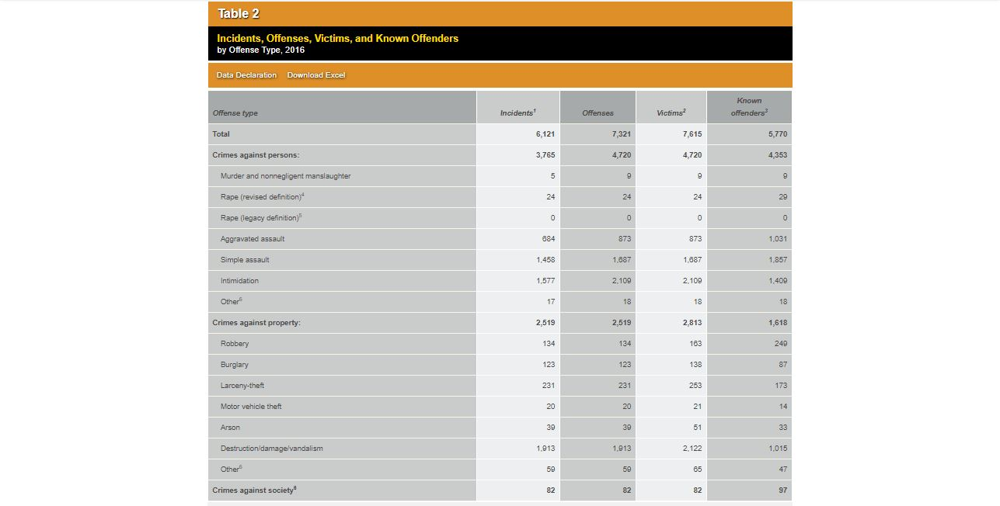 Table 2
Incidents, Offenses, Victims, and Known Offenders
by Offense Type, 2016
Data Declaration Download Excel
Offense type Incidents¹ Offenses Victims² Known offenders³
Total 6,121 7,321 7,615 5,770
Crimes against persons: 3,765 4,720 4,720 4,353
Murder and nonnegligent manslaughter 5 9 9 9
Rape (revised definition)⁴ 24 24 24 29
Rape (legacy definition)⁵ 0 0 0 0
Aggravated assault 684 873 873 1,031
Simple assault 1,458 1,687 1,687 1,857
Intimidation 1,577 2,109 2,109 1,409
Other⁶ 17 18 18 18
Crimes against property: 2,519 2,519 2,813 1,618
Robbery 134 134 163 249
Burglary 123 123 138 87
Larceny-theft 231 231 253 173
Motor vehicle theft 20 20 21 14
Arson 39 39 51 33
Destruction/damage/vandalism 1,913 1,913 2,122 1,015
Other⁶ 59 59 65 47
Crimes against society⁶ 82 82 82 97